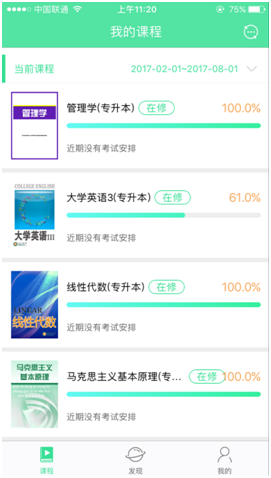 中国联通
上午11:20
75%
我的课程
当前课程
2017-02-01~2017-08-01
管理学
管理学(专升本)
在修
100.0%
近期没有考试安排
COLLEGE ENGLISH
大学英语III
大学英语3(专升本)
在修
61.0%
近期没有考试安排
LINEAR
线性代数
线性代数(专升本)
在修
100.0%
近期没有考试安排
马克思主义
基本原理
马克思主义基本原理(专...
在修
100.0%
近期没有考试安排
课程
发现
我的